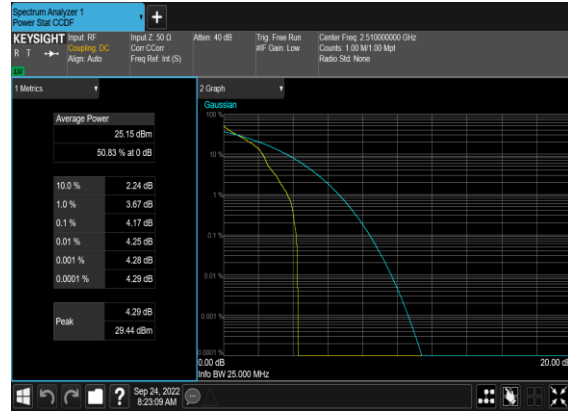 Spectrum Analyzer 1
Power Stat CCDF
KEYSIGHT
R T
LM
Input: RF
Coupling: DC
Align: Auto
Input Z: 50 Ω
Corr CCorr
Freq Ref: Int (S)
Atten: 40 dB
Trig: Free Run
#IF Gain: Low
Center Freq: 2.510000000 GHz
Counts: 1.00 M/1.00 Mpt
Radio Std: None
1 Metrics
Average Power
25.15 dBm
50.83 % at 0 dB
10.0 % 2.24 dB
1.0 % 3.67 dB
0.1 % 4.17 dB
0.01 % 4.25 dB
0.001 % 4.28 dB
0.0001 % 4.29 dB
Peak
4.29 dB
29.44 dBm
2 Graph
Gaussian
100 %
10 %
1 %
0.1 %
0.01 %
0.001 %
0.0001 %
0.00 dB 20.00 dB
Info BW 25.000 MHz
Sep 24, 2022
8:23:09 AM